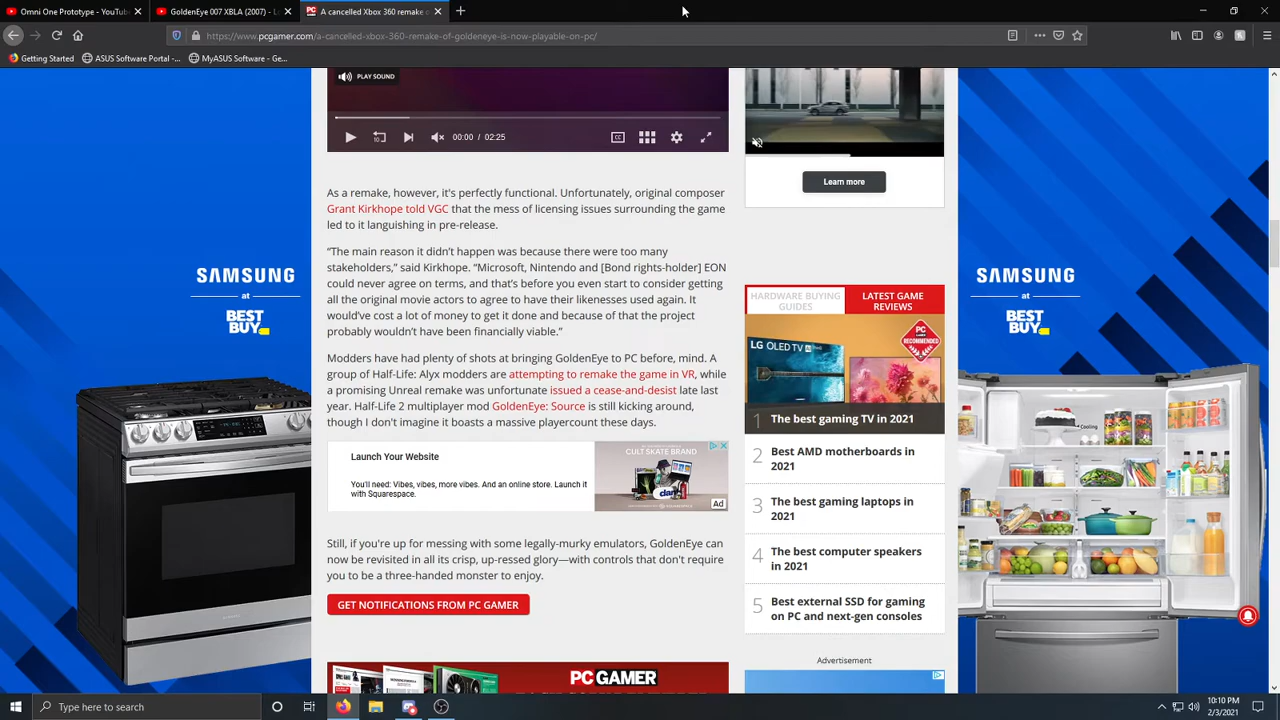 Omni One Prototype - YouTube
GoldenEye 007 XBLA (2007) - L
A cancelled Xbox 360 remake o
https://www.pcgamer.com/a-cancelled-xbox-360-remake-of-goldeneye-is-now-playable-on-pc/
Getting Started
ASUS Software Portal - ...
MyASUS Software - Ge...
PLAY SOUND
00:00 / 02:25
As a remake, however, it's perfectly functional. Unfortunately, original composer
Grant Kirkhope told VGC that the mess of licensing issues surrounding the game
led to it languishing in pre-release.
“The main reason it didn’t happen was because there were too many
stakeholders,” said Kirkhope. “Microsoft, Nintendo and [Bond rights-holder] EON
could never agree on terms, and that’s before you even start to consider getting
all the original movie actors to agree to have their likenesses used again. It
would’ve cost a lot of money to get it done and because of that the project
probably wouldn’t have been financially viable.”
Modders have had plenty of shots at bringing GoldenEye to PC before, mind. A
group of Half-Life: Alyx modders are attempting to remake the game in VR, while
a promising Unreal remake was unfortunate issued a cease-and-desist late last
year. Half-Life 2 multiplayer mod GoldenEye: Source is still kicking around,
though I don't imagine it boasts a massive playercount these days.
Launch Your Website
You'll need: Vibes, vibes, more vibes. And an online store. Launch it
with Squarespace.
CULT SKATE BRAND
Ad
Still, if you're up for messing with some legally-murky emulators, GoldenEye can
now be revisited in all its crisp, up-ressed glory—with controls that don't require
you to be a three-handed monster to enjoy.
GET NOTIFICATIONS FROM PC GAMER
PC GAMER
Learn more
HARDWARE BUYING
GUIDES
LATEST GAME
REVIEWS
PC GAMER
RECOMMENDED
LG OLED TV
1 The best gaming TV in 2021
2 Best AMD motherboards in
2021
3 The best gaming laptops in
2021
4 The best computer speakers
in 2021
5 Best external SSD for gaming
on PC and next-gen consoles
Advertisement
SAMSUNG
at
BEST
BUY
SAMSUNG
at
BEST
BUY
Type here to search
10:10 PM
2/3/2021